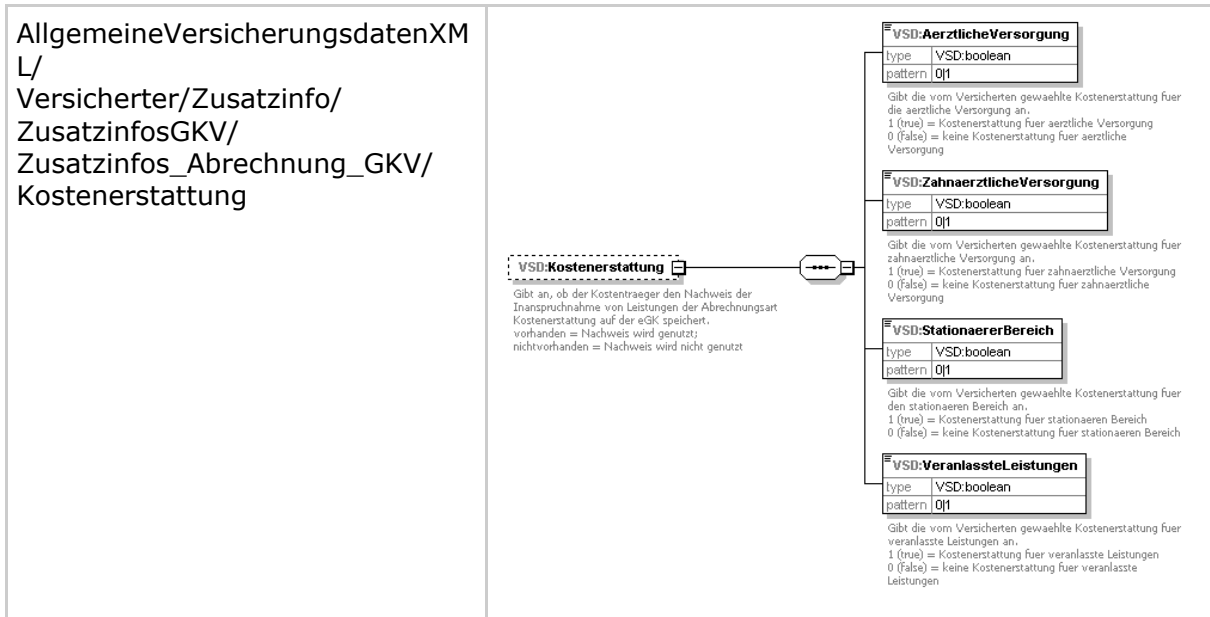 AllgemeineVersicherungsdatenXM
L/
Versicherter/Zusatzinfo/
ZusatzinfosGKV/
Zusatzinfos_Abrechnung_GKV/
Kostenerstattung
VSD:Kostenerstattung
Gibt an, ob der Kostentraeger den Nachweis der
Inanspruchnahme von Leistungen der Abrechnungsart
Kostenerstattung auf der eGK speichert.
vorhanden = Nachweis wird genutzt;
nichtvorhanden = Nachweis wird nicht genutzt
VSD:AerztlicheVersorgung
type VSD:boolean
pattern 0|1
Gibt die vom Versicherten gewaehlte Kostenerstattung fuer
die aerztliche Versorgung an.
1 (true) = Kostenerstattung fuer aerztliche Versorgung
0 (false) = keine Kostenerstattung fuer aerztliche
Versorgung
VSD:ZahnaerztlicheVersorgung
type VSD:boolean
pattern 0|1
Gibt die vom Versicherten gewaehlte Kostenerstattung fuer
zahnaerztliche Versorgung an.
1 (true) = Kostenerstattung fuer zahnaerztliche Versorgung
0 (false) = keine Kostenerstattung fuer zahnaerztliche
Versorgung
VSD:StationaererBereich
type VSD:boolean
pattern 0|1
Gibt die vom Versicherten gewaehlte Kostenerstattung fuer
den stationaeren Bereich an.
1 (true) = Kostenerstattung fuer stationaeren Bereich
0 (false) = keine Kostenerstattung fuer stationaeren Bereich
VSD:VeranlassteLeistungen
type VSD:boolean
pattern 0|1
Gibt die vom Versicherten gewaehlte Kostenerstattung fuer
veranlasste Leistungen an.
1 (true) = Kostenerstattung fuer veranlasste Leistungen
0 (false) = keine Kostenerstattung fuer veranlasste
Leistungen